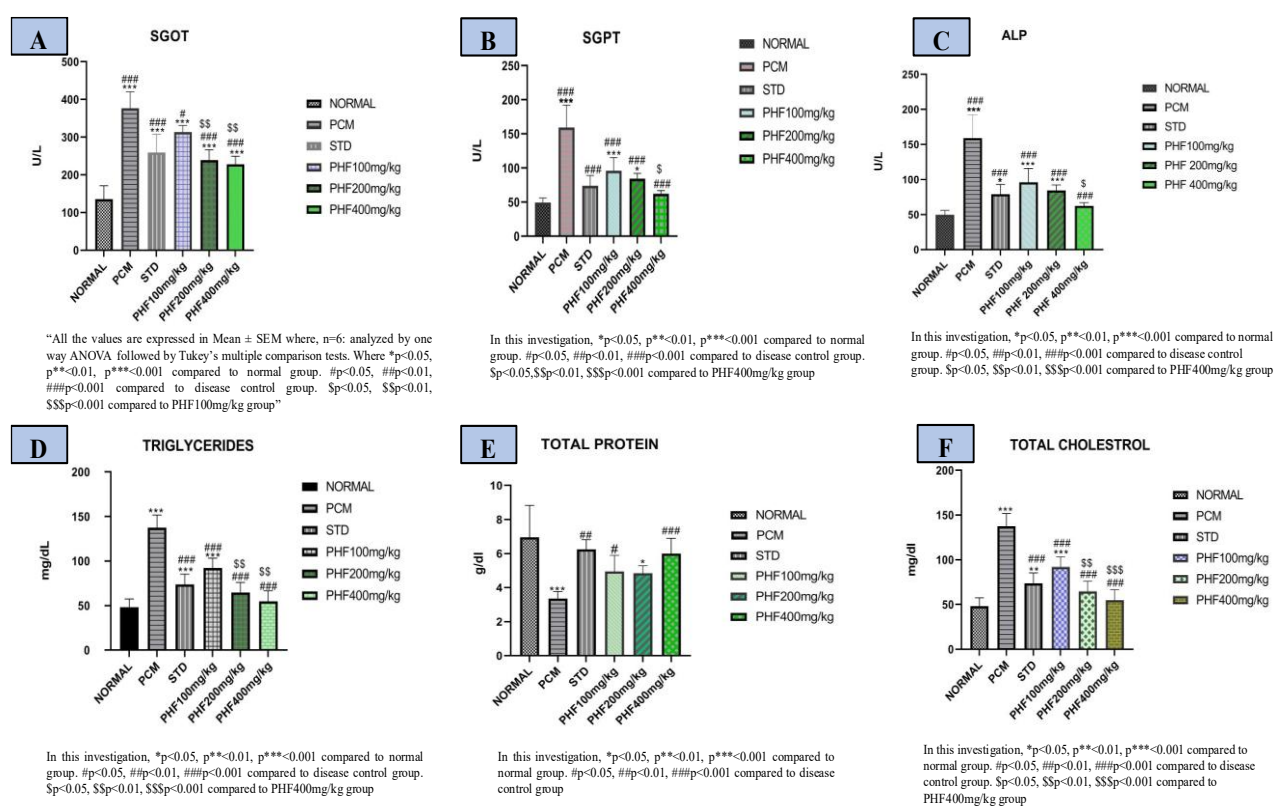 A
SGOT
500
400
300
200
100
0
U/L
###
***
###
***
#
***
$$
###
***
$$
###
***
NORMAL
PCM
STD
PHF100mg/kg
PHF200mg/kg
PHF400mg/kg
NORMAL
PCM
STD
PHF100mg/kg
PHF200mg/kg
PHF400mg/kg
“All the values are expressed in Mean ± SEM where, n=6: analyzed by one
way ANOVA followed by Tukey’s multiple comparison tests. Where *p<0.05,
p**<0.01, p***<0.001 compared to normal group. #p<0.05, ##p<0.01,
###p<0.001 compared to disease control group. $p<0.05, $$p<0.01,
$$$p<0.001 compared to PHF100mg/kg group”
B
SGPT
250
200
150
100
50
0
U/L
###
***
###
###
***
###
*
$
###
NORMAL
PCM
STD
PHF100mg/kg
PHF200mg/kg
PHF400mg/kg
NORMAL
PCM
STD
PHF100mg/kg
PHF200mg/kg
PHF400mg/kg
In this investigation, *p<0.05, p**<0.01, p***<0.001 compared to normal
group. #p<0.05, ##p<0.01, ###p<0.001 compared to disease control group.
$p<0.05,$$p<0.01, $$$p<0.001 compared to PHF400mg/kg group
C
ALP
250
200
150
100
50
0
U/L
###
***
###
*
###
***
###
***
$
###
NORMAL
PCM
STD
PHF100mg/kg
PHF 200mg/kg
PHF 400mg/kg
NORMAL
PCM
STD
PHF100mg/kg
PHF 200mg/kg
PHF 400mg/kg
In this investigation, *p<0.05, p**<0.01, p***<0.001 compared to normal
group. #p<0.05, ##p<0.01, ###p<0.001 compared to disease control
group. $p<0.05, $$p<0.01, $$$p<0.001 compared to PHF400mg/kg group
D
TRIGLYCERIDES
200
150
100
50
0
mg/dL
***
###
***
###
***
$$
###
$$
###
NORMAL
PCM
STD
PHF100mg/kg
PHF200mg/kg
PHF400mg/kg
NORMAL
PCM
STD
PHF100mg/kg
PHF200mg/kg
PHF400mg/kg
In this investigation, *p<0.05, p**<0.01, p***<0.001 compared to normal
group. #p<0.05, ##p<0.01, ###p<0.001 compared to disease control group.
$p<0.05, $$p<0.01, $$$p<0.001 compared to PHF400mg/kg group
E
TOTAL PROTEIN
10
8
6
4
2
0
g/dl
***
##
#
*
###
NORMAL
PCM
STD
PHF100mg/kg
PHF200mg/kg
PHF400mg/kg
NORMAL
PCM
STD
PHF100mg/kg
PHF200mg/kg
PHF400mg/kg
In this investigation, *p<0.05, p**<0.01, p***<0.001 compared to
normal group. #p<0.05, ##p<0.01, ###p<0.001 compared to disease
control group
F
TOTAL CHOLESTROL
200
150
100
50
0
mg/dl
***
###
**
###
***
$$
###
$$$
###
NORMAL
PCM
STD
PHF100mg/kg
PHF200mg/kg
PHF400mg/kg
NORMAL
PCM
STD
PHF100mg/kg
PHF200mg/kg
PHF400mg/kg
In this investigation, *p<0.05, p**<0.01, p***<0.001 compared to
normal group. #p<0.05, ##p<0.01, ###p<0.001 compared to disease
control group. $p<0.05, $$p<0.01, $$$p<0.001 compared to
PHF400mg/kg group